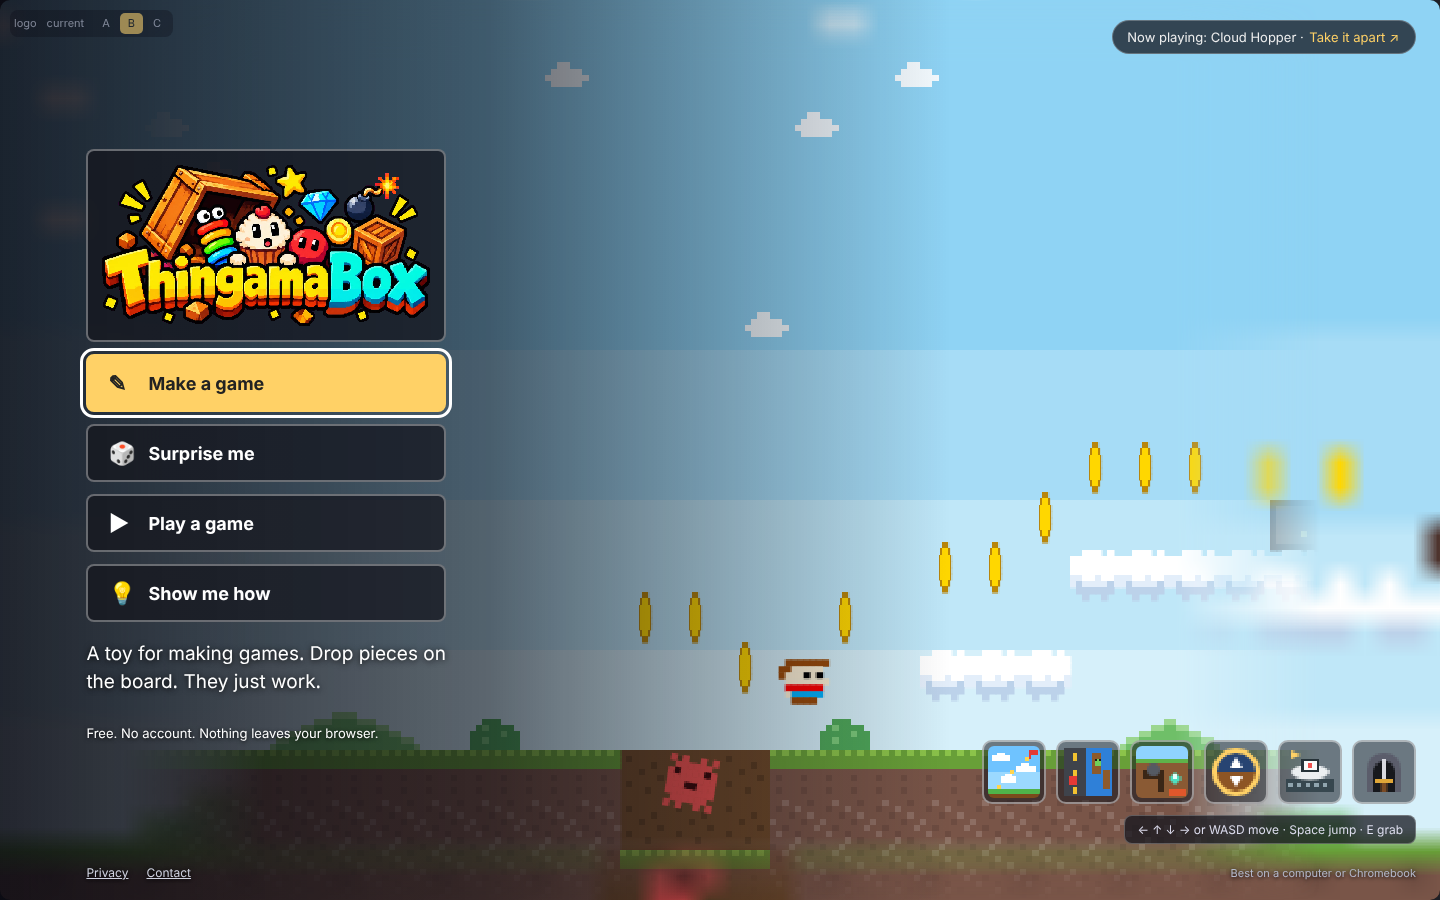 logo current A B C
Now playing: Cloud Hopper · Take it apart ↗
ThingamaBox
✎ Make a game
Surprise me
▶ Play a game
Show me how
A toy for making games. Drop pieces on
the board. They just work.
Free. No account. Nothing leaves your browser.
← ↑ ↓ → or WASD move · Space jump · E grab
Privacy Contact
Best on a computer or Chromebook